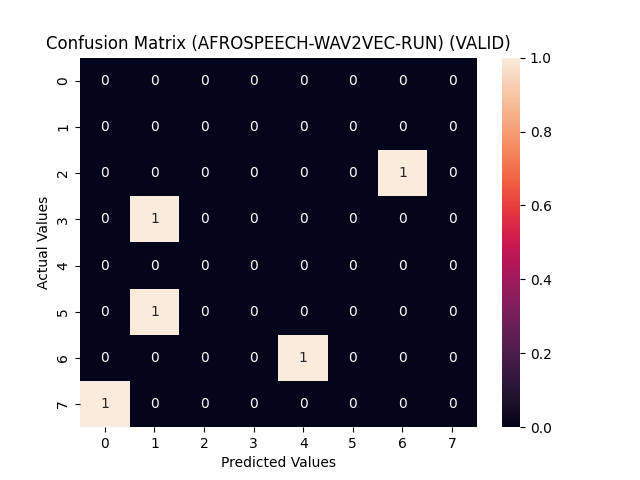 Confusion Matrix (AFROSPEECH-WAV2VEC-RUN) (VALID)
Actual Values
0 0 0 0 0 0 0 0 0
1 0 0 0 0 0 0 0 0
2 0 0 0 0 0 0 1 0
3 0 1 0 0 0 0 0 0
4 0 0 0 0 0 0 0 0
5 0 1 0 0 0 0 0 0
6 0 0 0 0 1 0 0 0
7 1 0 0 0 0 0 0 0
0 1 2 3 4 5 6 7
Predicted Values
1.0
0.8
0.6
0.4
0.2
0.0